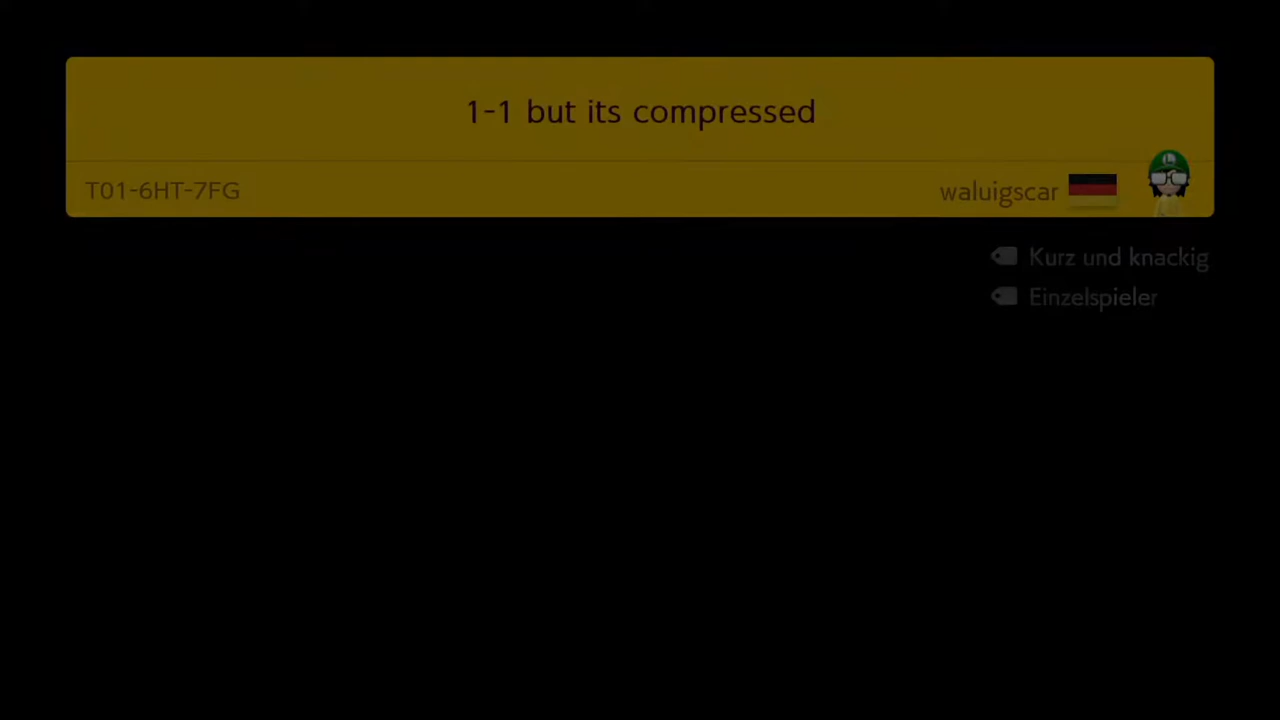 1-1 but its compressed
T01-6HT-7FG
waluigscar
Kurz und knackig
Einzelspieler